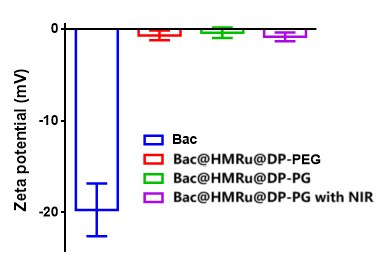 Zeta potential (mV)
0
-10
-20
Bac
Bac@HMRu@DP-PEG
Bac@HMRu@DP-PG
Bac@HMRu@DP-PG with NIR